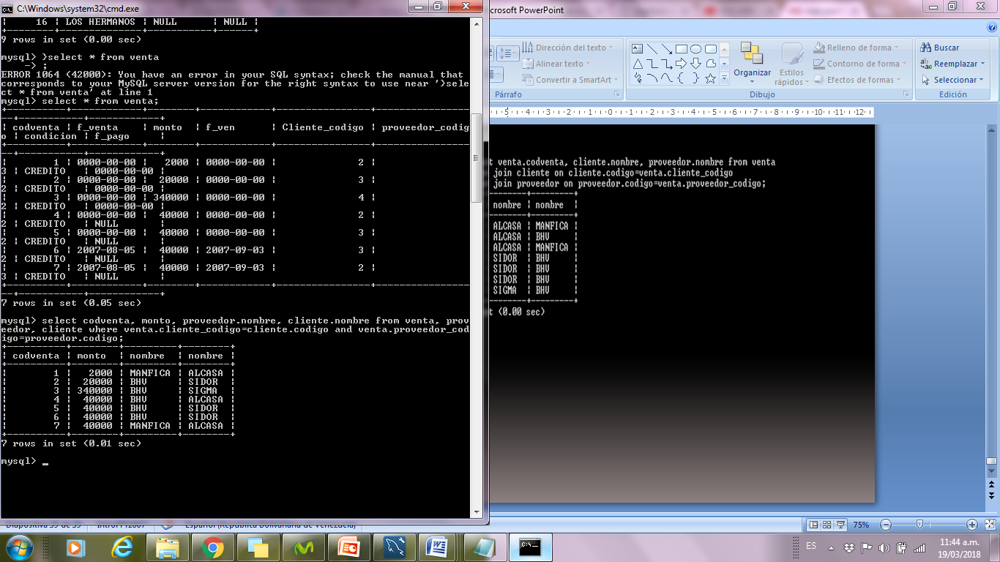 C:\Windows\system32\cmd.exe
¦ 16 ¦ LOS HERMANOS ¦ NULL ¦ NULL ¦
+----------+--------------+------------+-------+
9 rows in set (0.00 sec)
mysql> }select * from venta
-> ;
ERROR 1064 (42000): You have an error in your SQL syntax; check the manual that
corresponds to your MySQL server version for the right syntax to use near '}sele
ct * from venta' at line 1
mysql> select * from venta;
¦ codventa ¦ f_venta ¦ monto ¦ f_ven ¦ Cliente_codigo ¦ proveedor_codig
o ¦ condicion ¦ f_pago ¦
¦ 1 ¦ 0000-00-00 ¦ 2000 ¦ 0000-00-00 ¦ 2 ¦
3 ¦ CREDITO ¦ 0000-00-00 ¦
¦ 2 ¦ 0000-00-00 ¦ 20000 ¦ 0000-00-00 ¦ 3 ¦
2 ¦ CREDITO ¦ 0000-00-00 ¦
¦ 3 ¦ 0000-00-00 ¦ 340000 ¦ 0000-00-00 ¦ 4 ¦
2 ¦ CREDITO ¦ 0000-00-00 ¦
¦ 4 ¦ 0000-00-00 ¦ 40000 ¦ 0000-00-00 ¦ 2 ¦
2 ¦ CREDITO ¦ NULL ¦
¦ 5 ¦ 0000-00-00 ¦ 40000 ¦ 0000-00-00 ¦ 3 ¦
2 ¦ CREDITO ¦ NULL ¦
¦ 6 ¦ 2007-08-05 ¦ 40000 ¦ 2007-09-03 ¦ 3 ¦
2 ¦ CREDITO ¦ NULL ¦
¦ 7 ¦ 2007-08-05 ¦ 40000 ¦ 2007-09-03 ¦ 2 ¦
3 ¦ CREDITO ¦ NULL ¦
7 rows in set (0.05 sec)
mysql> select codventa, monto, proveedor.nombre, cliente.nombre from venta, prov
eedor, cliente where venta.cliente_codigo=cliente.codigo and venta.proveedor_cod
igo=proveedor.codigo;
¦ codventa ¦ monto ¦ nombre ¦ nombre ¦
¦ 1 ¦ 2000 ¦ MANFICA ¦ ALCASA ¦
¦ 2 ¦ 20000 ¦ BHV ¦ SIDOR ¦
¦ 3 ¦ 340000 ¦ BHV ¦ SIGMA ¦
¦ 4 ¦ 40000 ¦ BHV ¦ ALCASA ¦
¦ 5 ¦ 40000 ¦ BHV ¦ SIDOR ¦
¦ 6 ¦ 40000 ¦ BHV ¦ SIDOR ¦
¦ 7 ¦ 40000 ¦ MANFICA ¦ ALCASA ¦
7 rows in set (0.01 sec)
mysql> _
crosoft PowerPoint
Dirección del texto
Alinear texto
Convertir a SmartArt
Párrafo
Organizar
Estilos
rápidos
Relleno de forma
Contorno de forma
Efectos de formas
Dibujo
Buscar
Reemplazar
Seleccionar
Edición
5 4 3 2 1 0 1 2 3 4 5 6 7 8 9 10 11 12
t venta.codventa, cliente.nombre, proveedor.nombre from venta
join cliente on cliente.codigo=venta.cliente_codigo
join proveedor on proveedor.codigo=venta.proveedor_codigo;
nombre ¦ nombre ¦
ALCASA ¦ MANFICA ¦
ALCASA ¦ BHV ¦
ALCASA ¦ MANFICA ¦
SIDOR ¦ BHV ¦
SIDOR ¦ BHV ¦
SIDOR ¦ BHV ¦
SIGMA ¦ BHV ¦
t (0.00 sec)
Español (República Bolivariana de Venezuela)
75%
ES
11:44 a.m.
19/03/2018